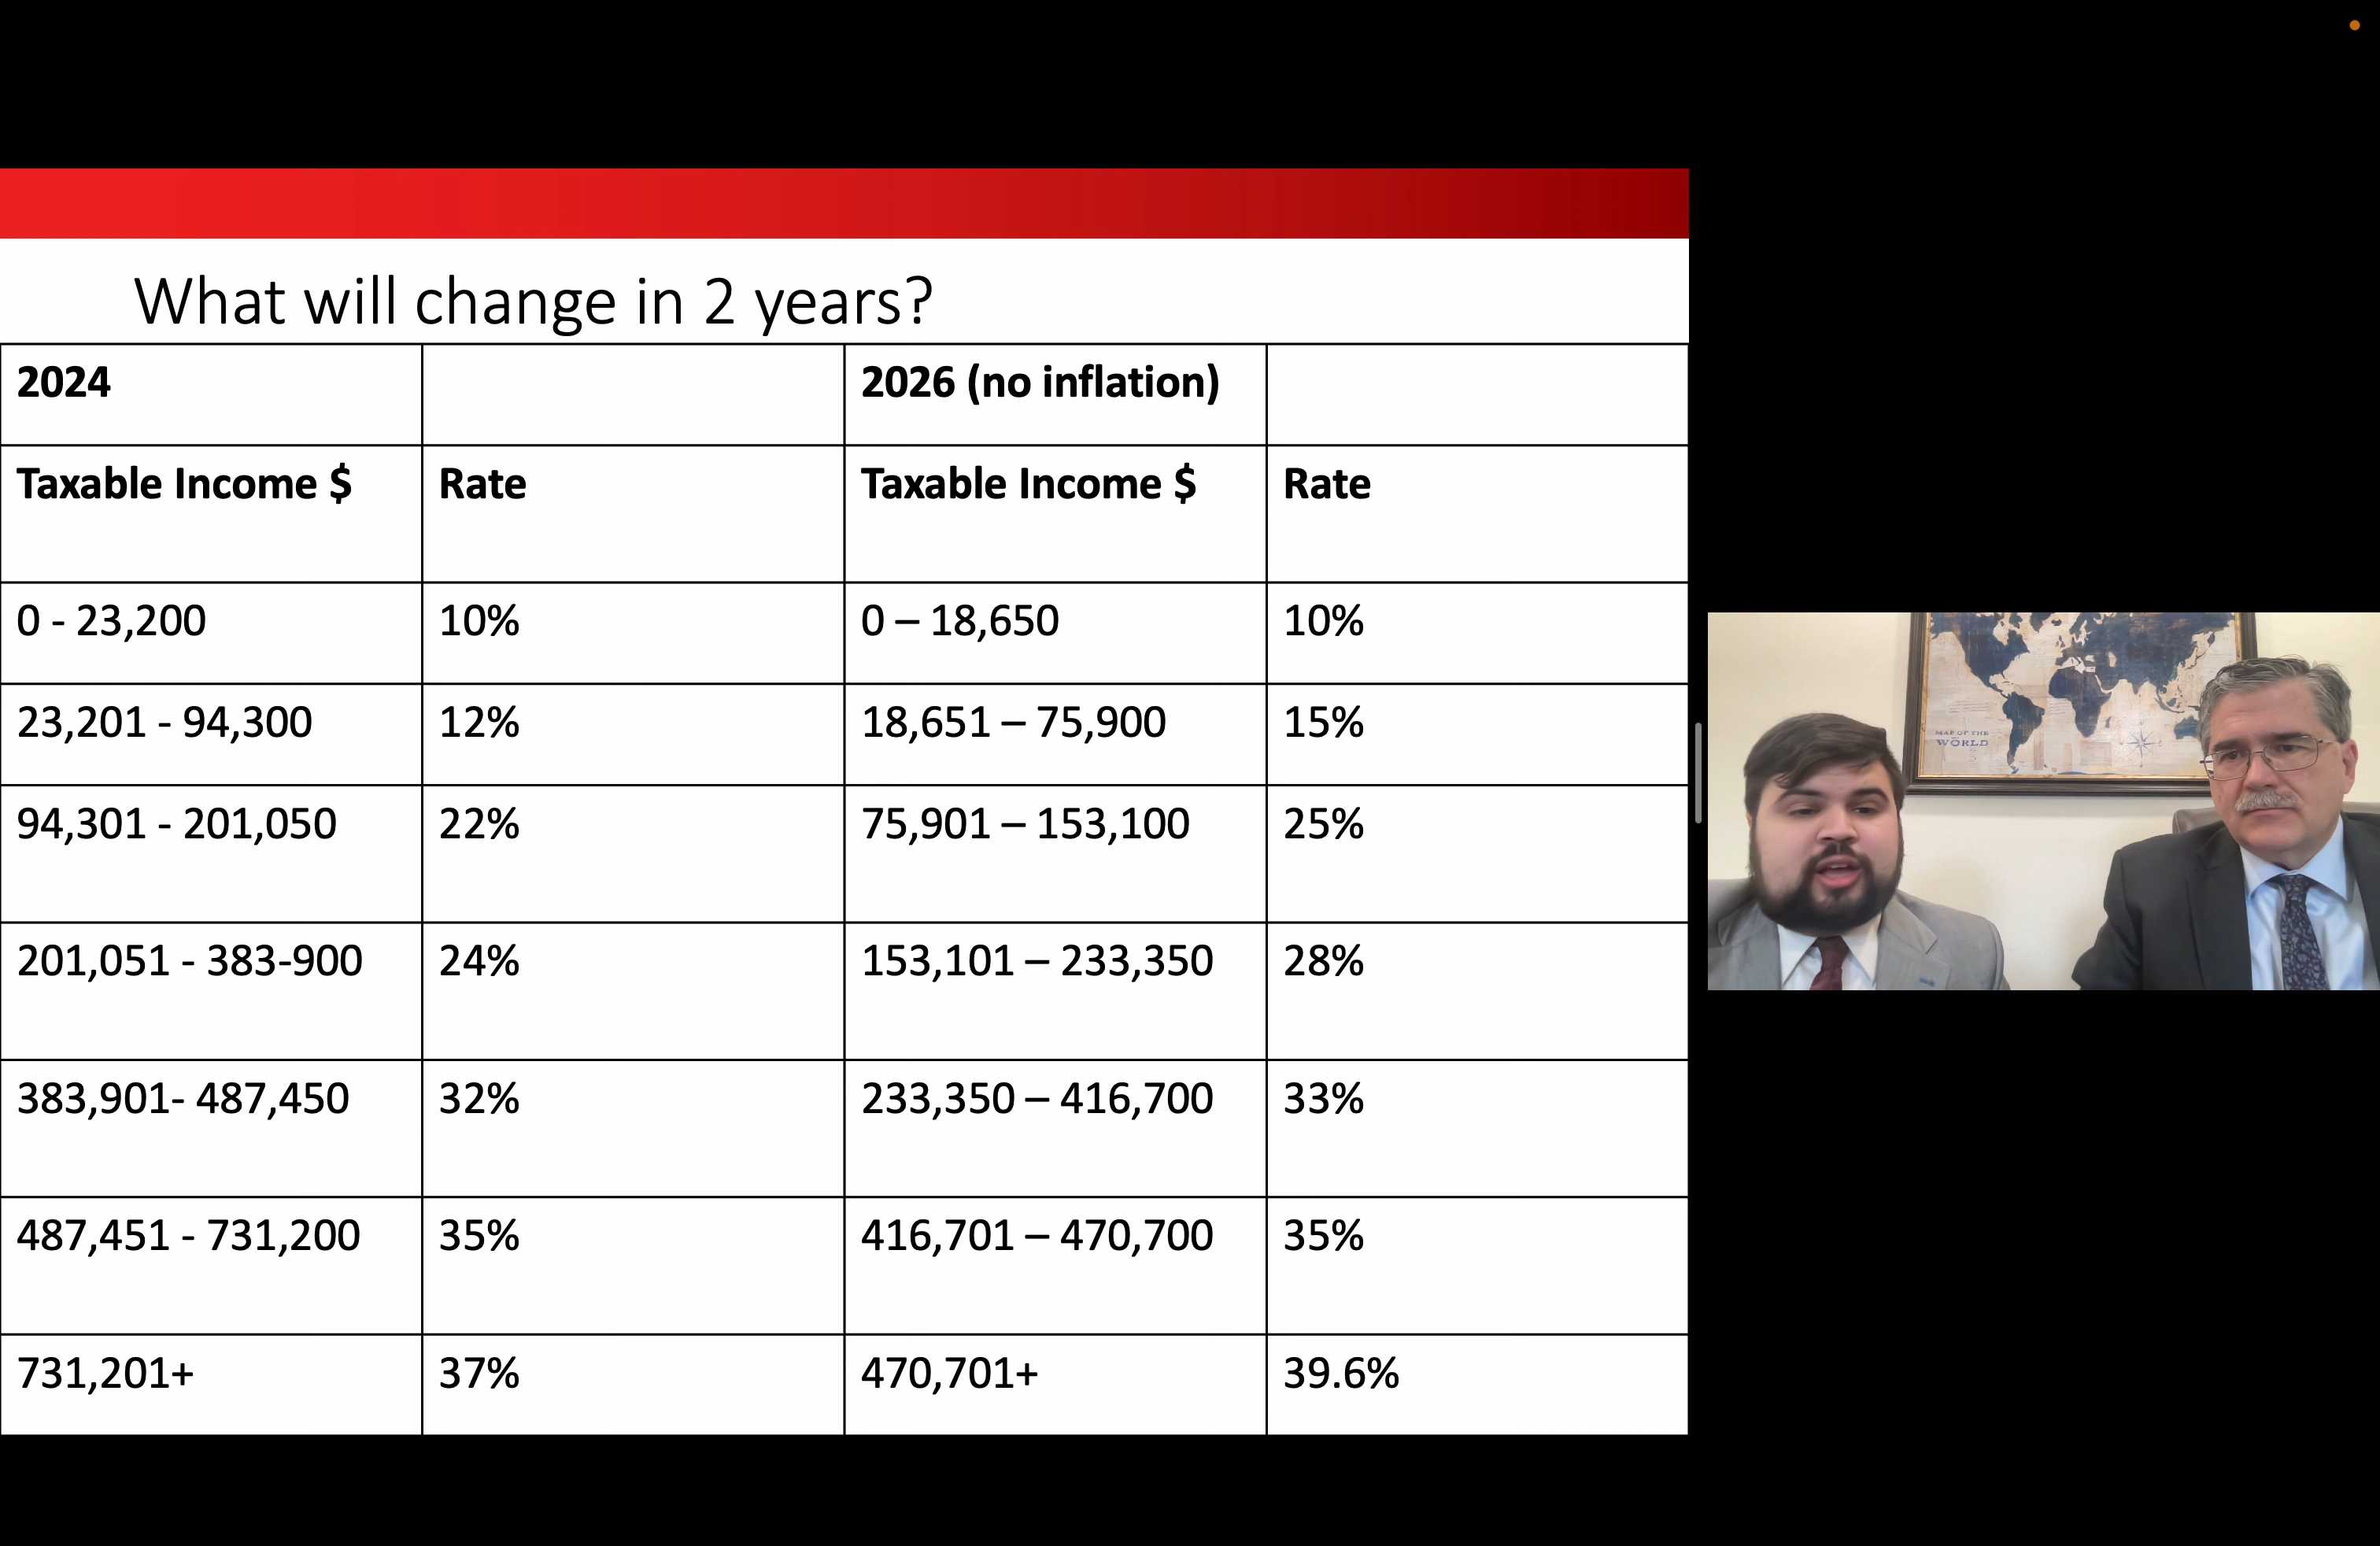 What will change in 2 years?
2024 2026 (no inflation)
Taxable Income $ Rate Taxable Income $ Rate
0 - 23,200 10% 0 – 18,650 10%
23,201 - 94,300 12% 18,651 – 75,900 15%
94,301 - 201,050 22% 75,901 – 153,100 25%
201,051 - 383-900 24% 153,101 – 233,350 28%
383,901- 487,450 32% 233,350 – 416,700 33%
487,451 - 731,200 35% 416,701 – 470,700 35%
731,201+ 37% 470,701+ 39.6%
MAP OF THE
WORLD